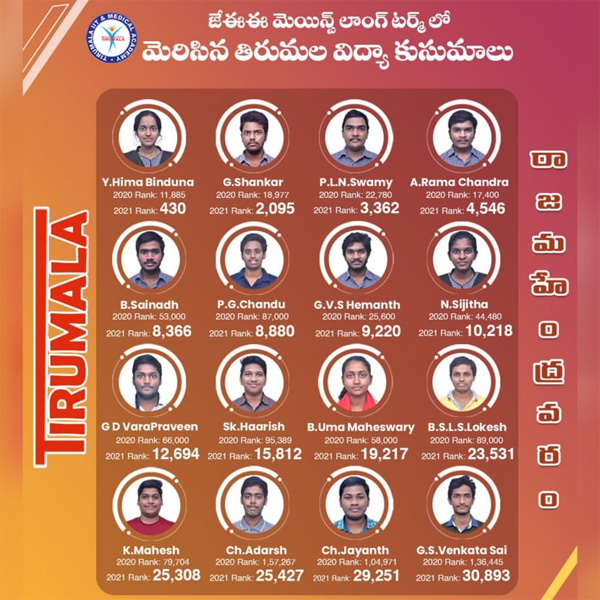 TIRUMALA IIT & MEDICAL ACADEMY
TIRUMALA
జేఈఈ మెయిన్స్ లాంగ్ టర్మ్ లో
మెరిసిన తిరుమల విద్యా కుసుమాలు
TIRUMALA
Y.Hima Binduna
2020 Rank: 11,885
2021 Rank: 430
G.Shankar
2020 Rank: 18,977
2021 Rank: 2,095
P.L.N.Swamy
2020 Rank: 22,780
2021 Rank: 3,362
A.Rama Chandra
2020 Rank: 17,400
2021 Rank: 4,546
B.Sainadh
2020 Rank: 53,000
2021 Rank: 8,366
P.G.Chandu
2020 Rank: 87,000
2021 Rank: 8,880
G.V.S Hemanth
2020 Rank: 25,600
2021 Rank: 9,220
N.Sijitha
2020 Rank: 44,480
2021 Rank: 10,218
G D VaraPraveen
2020 Rank: 66,000
2021 Rank: 12,694
Sk.Haarish
2020 Rank: 95,389
2021 Rank: 15,812
B.Uma Maheswary
2020 Rank: 58,000
2021 Rank: 19,217
B.S.L.S.Lokesh
2020 Rank: 89,000
2021 Rank: 23,531
K.Mahesh
2020 Rank: 79,704
2021 Rank: 25,308
Ch.Adarsh
2020 Rank: 1,57,267
2021 Rank: 25,427
Ch.Jayanth
2020 Rank: 1,04,971
2021 Rank: 29,251
G.S.Venkata Sai
2020 Rank: 1,36,445
2021 Rank: 30,893
రాజమహేంద్రవరం